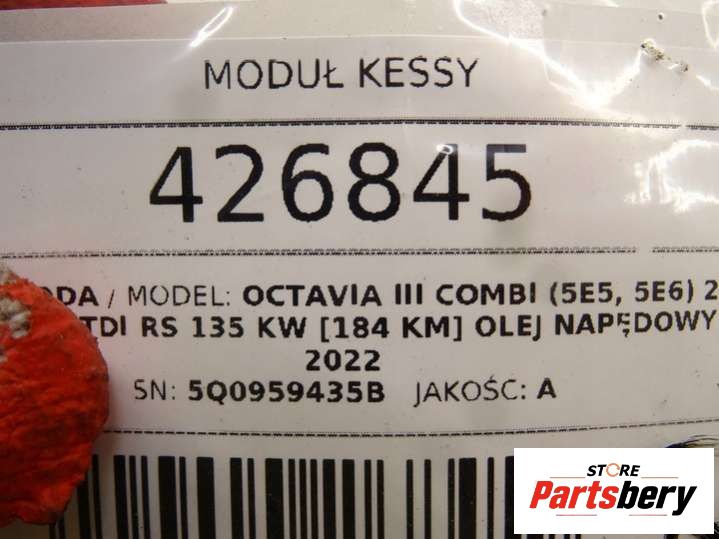 MODUŁ KESSY
426845
ODA / MODEL: OCTAVIA III COMBI (5E5, 5E6) 2
TDI RS 135 KW [184 KM] OLEJ NAPĘDOWY
2022
SN: 5Q0959435B JAKOŚC: A
STORE
Partsbery